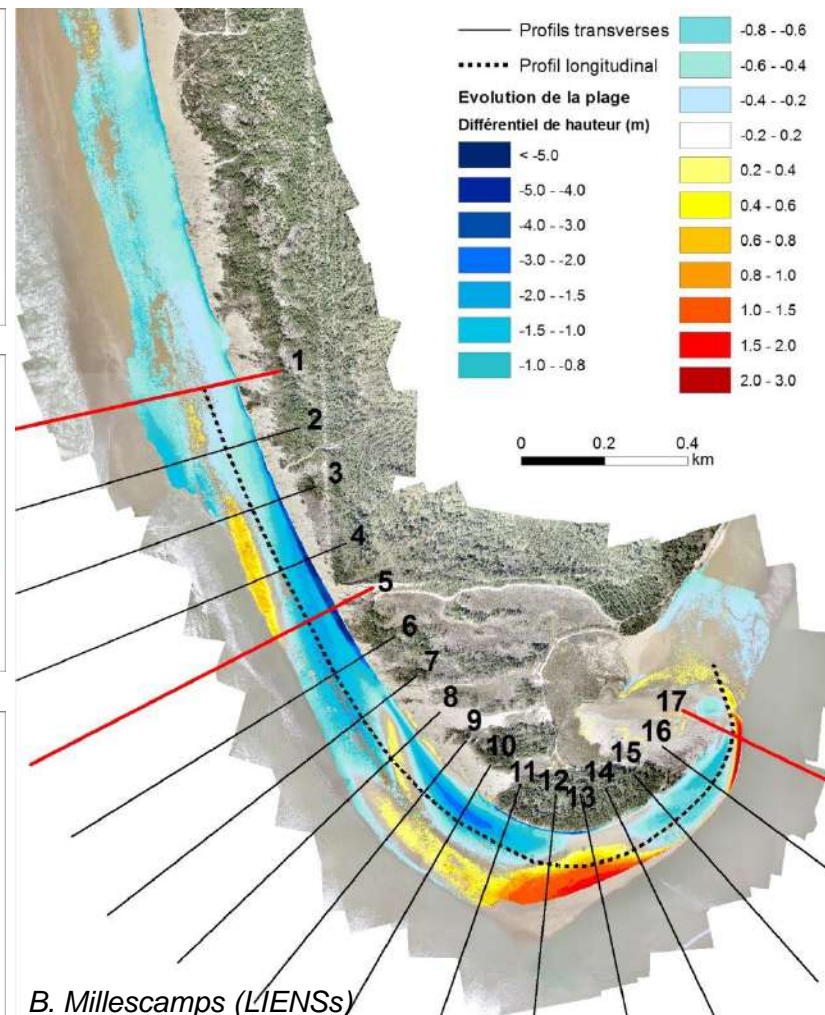 Profils transverses
Profil longitudinal
Evolution de la plage
Différentiel de hauteur (m)
< -5.0
-5.0 - -4.0
-4.0 - -3.0
-3.0 - -2.0
-2.0 - -1.5
-1.5 - -1.0
-1.0 - -0.8
-0.8 - -0.6
-0.6 - -0.4
-0.4 - -0.2
-0.2 - 0.2
0.2 - 0.4
0.4 - 0.6
0.6 - 0.8
0.8 - 1.0
1.0 - 1.5
1.5 - 2.0
2.0 - 3.0
0 0.2 0.4
km
1
2
3
4
5
6
7
8
9
10
11
12
13
14
15
16
17
B. Millescamps (LIENSs)